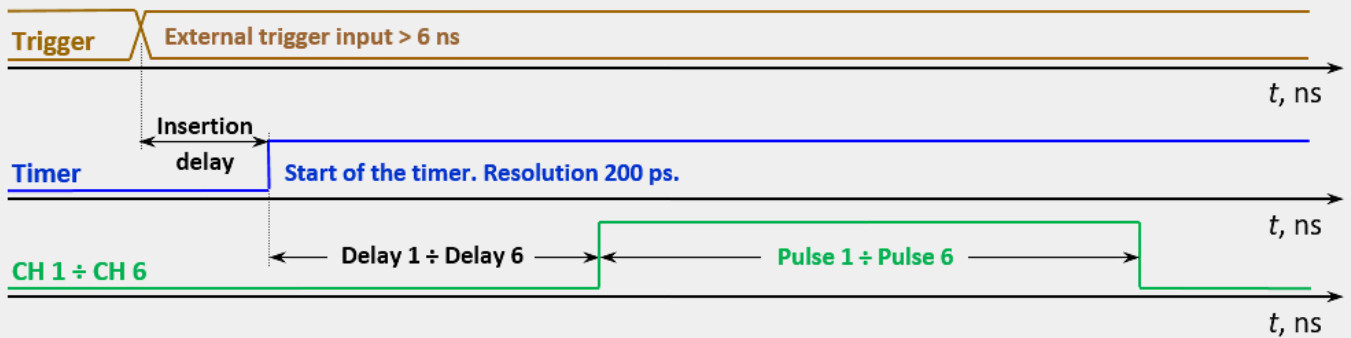 Trigger
External trigger input > 6 ns
t, ns
Insertion
delay
Timer
Start of the timer. Resolution 200 ps.
t, ns
Delay 1 ÷ Delay 6
Pulse 1 ÷ Pulse 6
CH 1 ÷ CH 6
t, ns